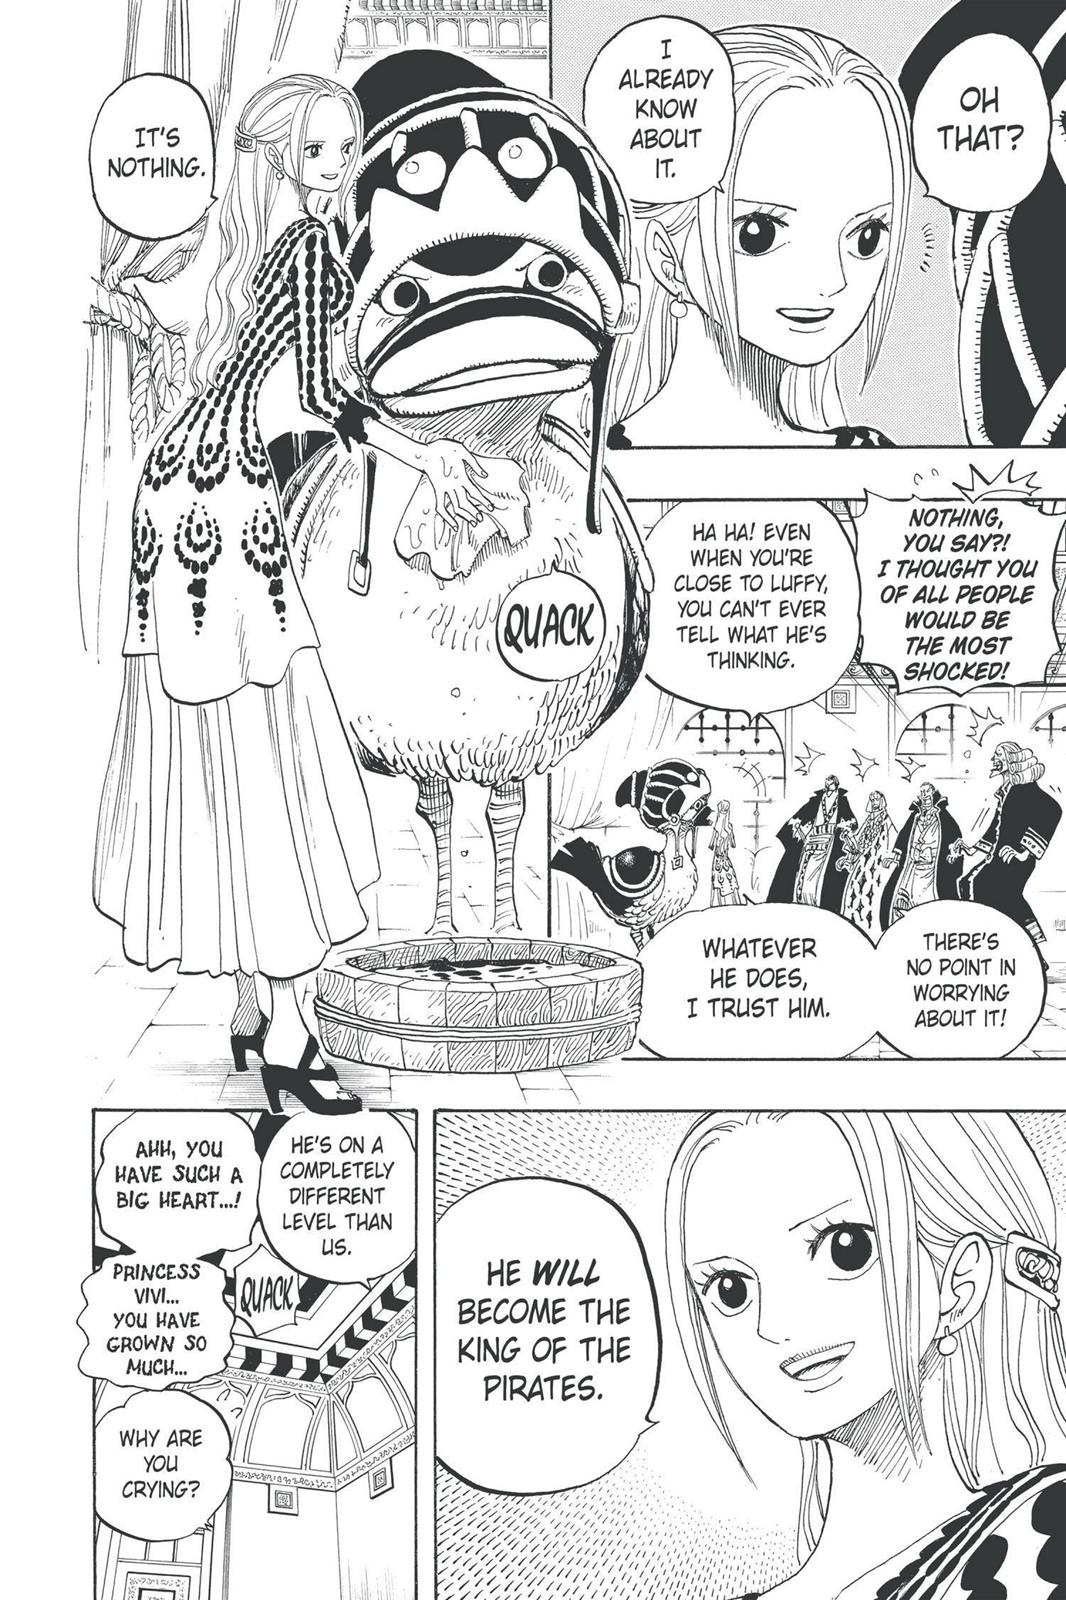 OH
THAT?
I
ALREADY
KNOW
ABOUT
IT.
IT'S
NOTHING.
QUACK
NOTHING,
YOU SAY?!
I THOUGHT YOU
OF ALL PEOPLE
WOULD BE
THE MOST
SHOCKED!
HA HA! EVEN
WHEN YOU'RE
CLOSE TO LUFFY,
YOU CAN'T EVER
TELL WHAT HE'S
THINKING.
THERE'S
NO POINT IN
WORRYING
ABOUT IT!
WHATEVER
HE DOES,
I TRUST HIM.
HE WILL
BECOME THE
KING OF THE
PIRATES.
HE'S ON A
COMPLETELY
DIFFERENT
LEVEL THAN
US.
AHH, YOU
HAVE SUCH A
BIG HEART...!
QUACK
PRINCESS
VIVI...
YOU HAVE
GROWN SO
MUCH...
WHY ARE
YOU
CRYING?